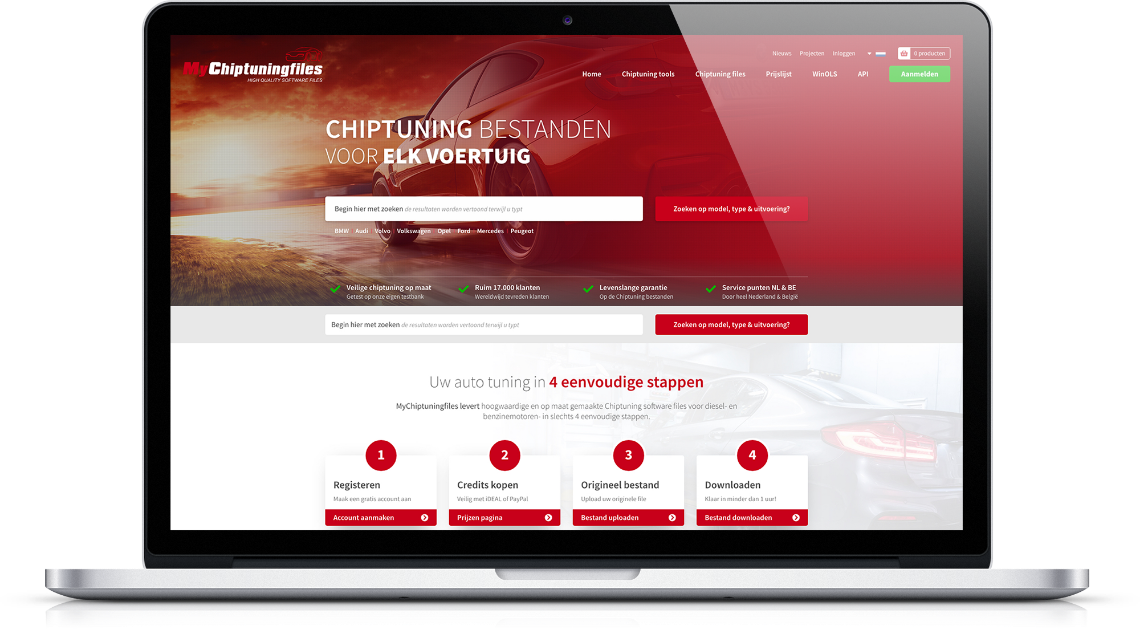 MyChiptuningfiles
HIGH QUALITY SOFTWARE FILES
Nieuws Projecten Inloggen 0 producten
Home Chiptuning tools Chiptuning files Prijslijst WinOLS API Aanmelden
CHIPTUNING BESTANDEN
VOOR ELK VOERTUIG
Begin hier met zoeken de resultaten worden vertoond terwijl u typt Zoeken op model, type & uitvoering?
BMW Audi Volvo Volkswagen Opel Ford Mercedes Peugeot
Veilige chiptuning op maat Ruim 17.000 klanten Levenslange garantie Service punten NL & BE
Getest op onze eigen testbank Wereldwijd tevreden klanten Op de Chiptuning bestanden Door heel Nederland & België
Begin hier met zoeken de resultaten worden vertoond terwijl u typt Zoeken op model, type & uitvoering?
Uw auto tuning in 4 eenvoudige stappen
MyChiptuningfiles levert hoogwaardige en op maat gemaakte Chiptuning software files voor diesel- en
benzinemotoren- in slechts 4 eenvoudige stappen.
1 2 3 4
Registeren Credits kopen Origineel bestand Downloaden
Maak een gratis account aan Veilig met iDEAL of PayPal Upload uw originele file Klaar in minder dan 1 uur!
Account aanmaken Prijzen pagina Bestand uploaden Bestand downloaden